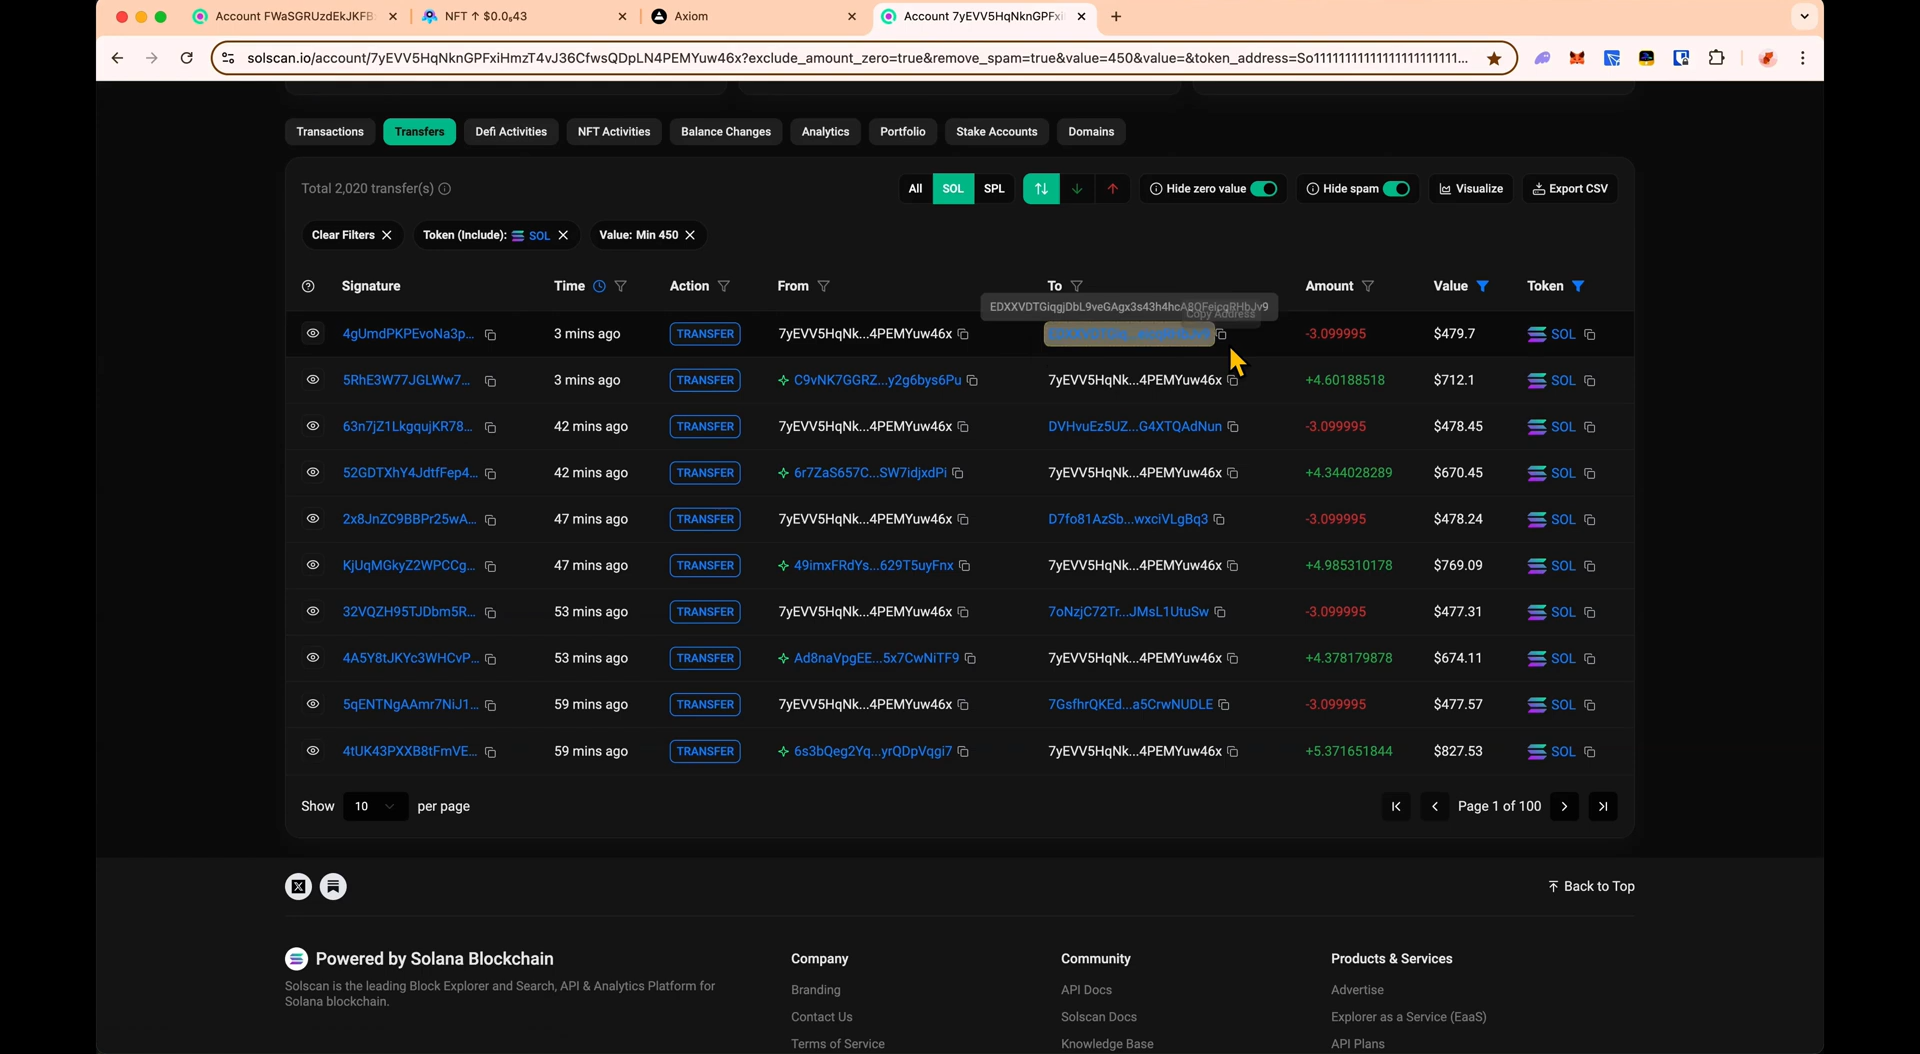 Account FWaSGRUzdEkJKFB
NFT ↑ $0.0₆43
Axiom
Account 7yEVV5HqNknGPFxi
solscan.io/account/7yEVV5HqNknGPFxiHmzT4vJ36CfwsQDpLN4PEMYuw46x?exclude_amount_zero=true&remove_spam=true&value=450&value=&token_address=So11111111111111111111111...
Transactions Transfers Defi Activities NFT Activities Balance Changes Analytics Portfolio Stake Accounts Domains
Total 2,020 transfer(s)
All SOL SPL Hide zero value Hide spam Visualize Export CSV
Clear Filters Token (Include): SOL Value: Min 450
Signature Time Action From To Amount Value Token
Copy Address
4gUmdPKPEvoNa3p... 3 mins ago TRANSFER 7yEVV5HqNk...4PEMYuw46x -3.099995 $479.7 SOL
5RhE3W77JGLWw7... 3 mins ago TRANSFER C9vNK7GGRZ...y2g6bys6Pu 7yEVV5HqNk...4PEMYuw46x +4.60188518 $712.1 SOL
63n7jZ1LkgqujKR78... 42 mins ago TRANSFER 7yEVV5HqNk...4PEMYuw46x DVHvuEz5UZ...G4XTQAdNun -3.099995 $478.45 SOL
52GDTXhY4JdtfFep4... 42 mins ago TRANSFER 6r7ZaS657C...SW7idjxdPi 7yEVV5HqNk...4PEMYuw46x +4.344028289 $670.45 SOL
2x8JnZC9BBPr25wA... 47 mins ago TRANSFER 7yEVV5HqNk...4PEMYuw46x D7fo81AzSb...wxciVLgBq3 -3.099995 $478.24 SOL
KjUqMGkyZ2WPCCg... 47 mins ago TRANSFER 49imxFRdYs...629T5uyFnx 7yEVV5HqNk...4PEMYuw46x +4.985310178 $769.09 SOL
32VQZH95TJDbm5R... 53 mins ago TRANSFER 7yEVV5HqNk...4PEMYuw46x 7oNzjC72Tr...JMsL1UtuSw -3.099995 $477.31 SOL
4A5Y8tJKYc3WHCvP... 53 mins ago TRANSFER Ad8naVpgEE...5x7CwNiTF9 7yEVV5HqNk...4PEMYuw46x +4.378179878 $674.11 SOL
5qENTNgAAmr7NiJ1... 59 mins ago TRANSFER 7yEVV5HqNk...4PEMYuw46x 7GsfhrQKEd...a5CrwNUDLE -3.099995 $477.57 SOL
4tUK43PXXB8tFmVE... 59 mins ago TRANSFER 6s3bQeg2Yq...yrQDpVqgi7 7yEVV5HqNk...4PEMYuw46x +5.371651844 $827.53 SOL
Show 10 per page Page 1 of 100
Back to Top
Powered by Solana Blockchain
Solscan is the leading Block Explorer and Search, API & Analytics Platform for
Solana blockchain.
Company
Branding
Contact Us
Terms of Service
Community
API Docs
Solscan Docs
Knowledge Base
Products & Services
Advertise
Explorer as a Service (EaaS)
API Plans